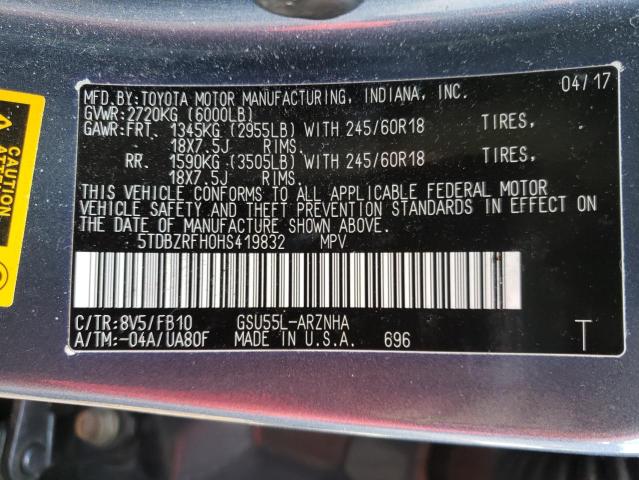 MFD.BY:TOYOTA MOTOR MANUFACTURING, INDIANA, INC. 04/17
GVWR:2720KG (6000LB)
GAWR:FRT. 1345KG (2955LB) WITH 245/60R18 TIRES,
18X7.5J RIMS.
RR. 1590KG (3505LB) WITH 245/60R18 TIRES,
18X7.5J RIMS.
THIS VEHICLE CONFORMS TO ALL APPLICABLE FEDERAL MOTOR
VEHICLE SAFETY AND THEFT PREVENTION STANDARDS IN EFFECT ON
THE DATE OF MANUFACTURE SHOWN ABOVE.
5TDBZRFH0HS419832 MPV
C/TR:8V5/FB10 GSU55L-ARZNHA
A/TM:-04A/UA80F MADE IN U.S.A. 696 T
CAUTION